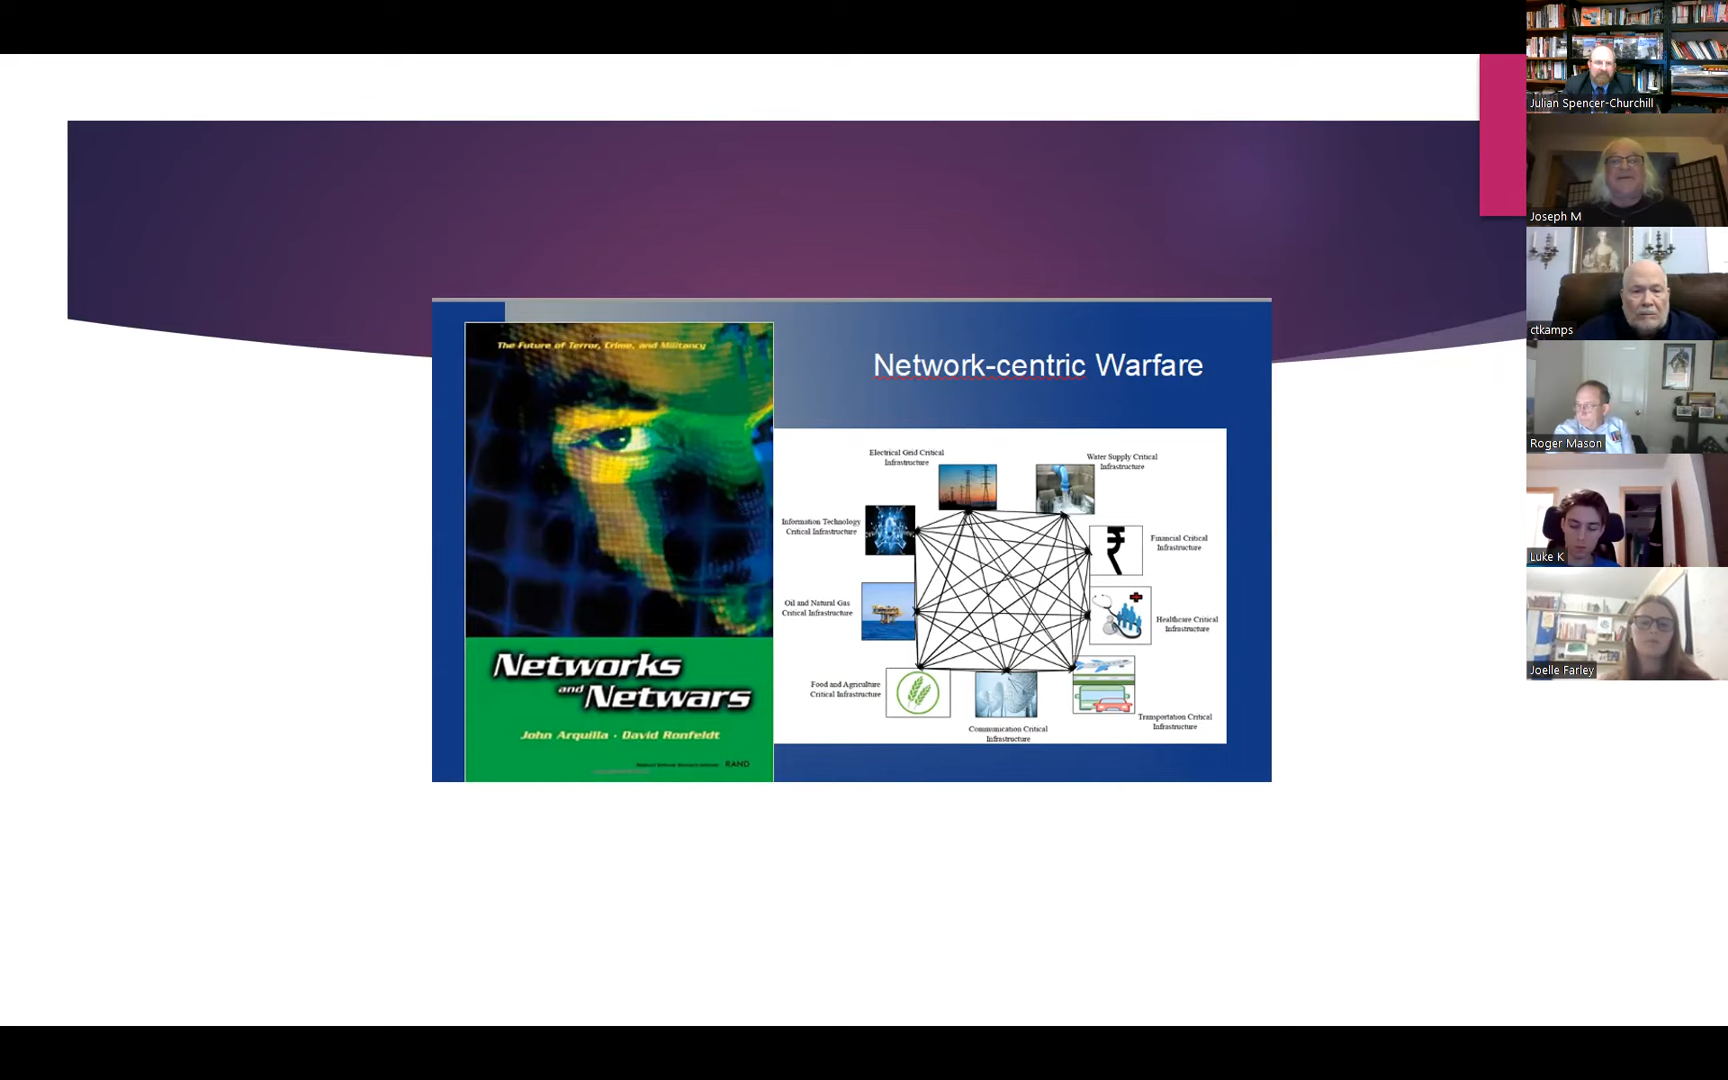 The Future of Terror, Crime, and Militancy
Networks
and Netwars
John Arquilla · David Ronfeldt
RAND
Network-centric Warfare
Electrical Grid Critical
Infrastructure
Water Supply Critical
Infrastructure
Information Technology
Critical Infrastructure
Financial Critical
Infrastructure
Oil and Natural Gas
Critical Infrastructure
Healthcare Critical
Infrastructure
Food and Agriculture
Critical Infrastructure
Communication Critical
Infrastructure
Transportation Critical
Infrastructure
₹
Julian Spencer-Churchill
Joseph M
ctkamps
Roger Mason
Luke K
Joelle Farley